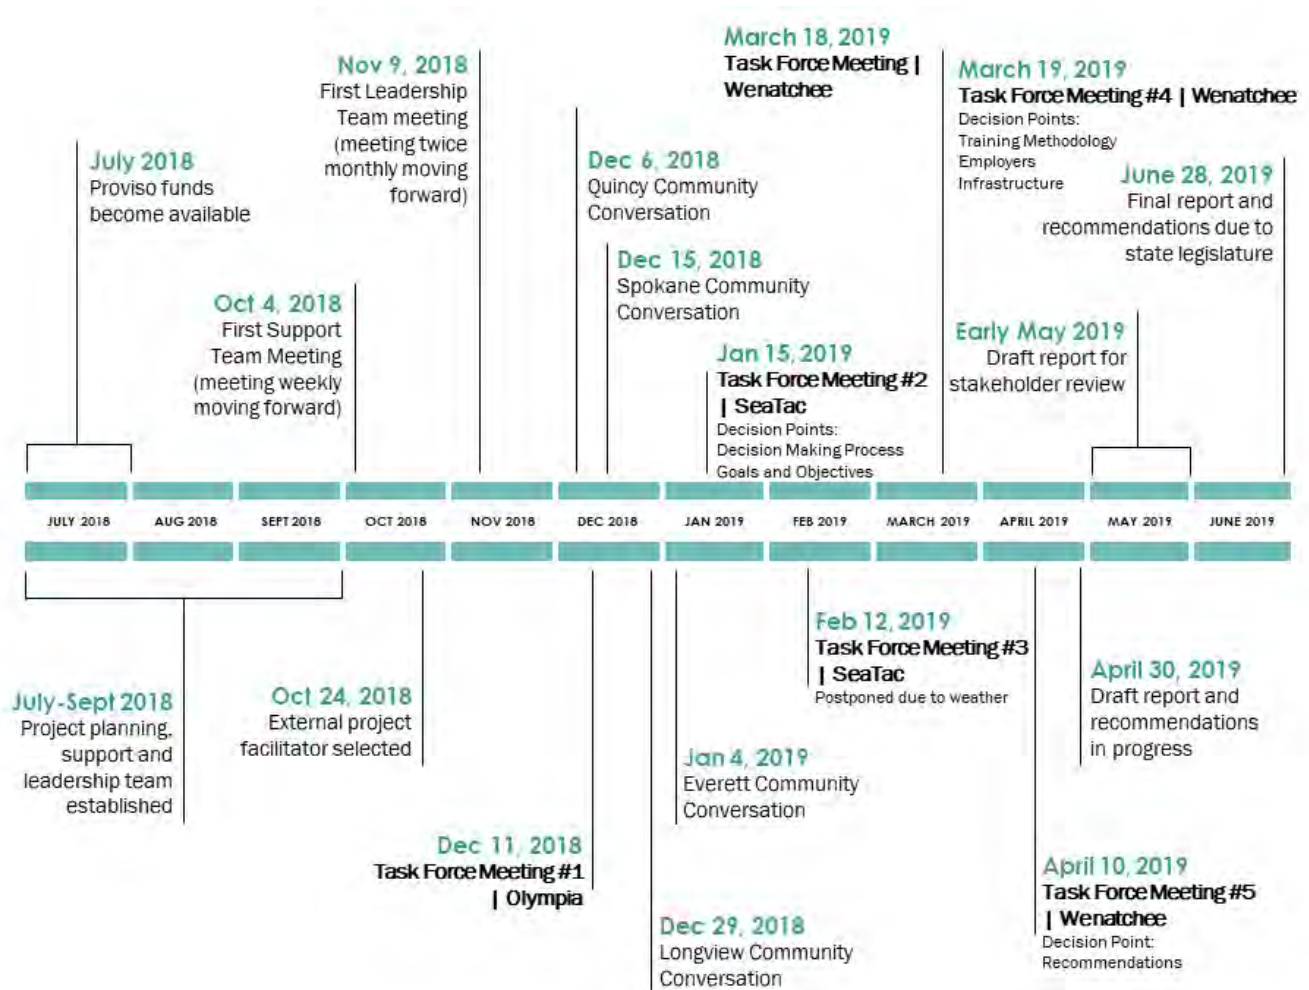 March 18, 2019
Task Force Meeting |
Wenatchee
Nov 9, 2018
First Leadership
Team meeting
(meeting twice
monthly moving
forward)
March 19, 2019
Task Force Meeting #4 | Wenatchee
Decision Points:
Training Methodology
Employers
Infrastructure
July 2018
Proviso funds
become available
Dec 6, 2018
Quincy Community
Conversation
June 28, 2019
Final report and
recommendations due to
state legislature
Dec 15, 2018
Spokane Community
Conversation
Oct 4, 2018
First Support
Team Meeting
(meeting weekly
moving forward)
Jan 15, 2019
Task Force Meeting #2
| SeaTac
Decision Points:
Decision Making Process
Goals and Objectives
Early May 2019
Draft report for
stakeholder review
JULY 2018 AUG 2018 SEPT 2018 OCT 2018 NOV 2018 DEC 2018 JAN 2019 FEB 2019 MARCH 2019 APRIL 2019 MAY 2019 JUNE 2019
July-Sept 2018
Project planning,
support and
leadership team
established
Oct 24, 2018
External project
facilitator selected
Feb 12, 2019
Task Force Meeting #3
| SeaTac
Postponed due to weather
April 30, 2019
Draft report and
recommendations
in progress
Jan 4, 2019
Everett Community
Conversation
Dec 11, 2018
Task Force Meeting #1
| Olympia
April 10, 2019
Task Force Meeting #5
| Wenatchee
Decision Point:
Recommendations
Dec 29, 2018
Longview Community
Conversation